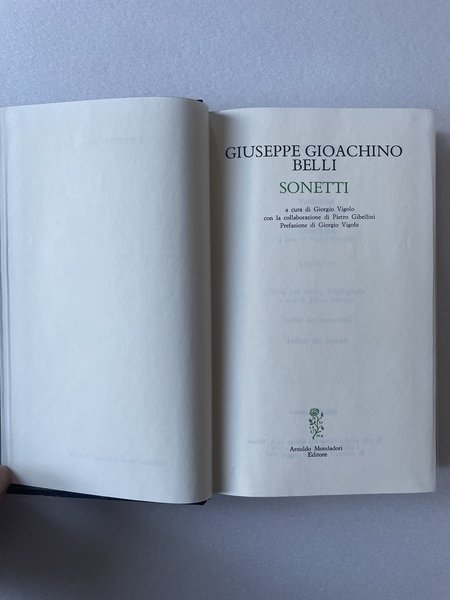 GIUSEPPE GIOACHINO
BELLI
SONETTI
a cura di Giorgio Vigolo
con la collaborazione di Pietro Gibellini
Prefazione di Giorgio Vigolo
Arnoldo Mondadori
Editore